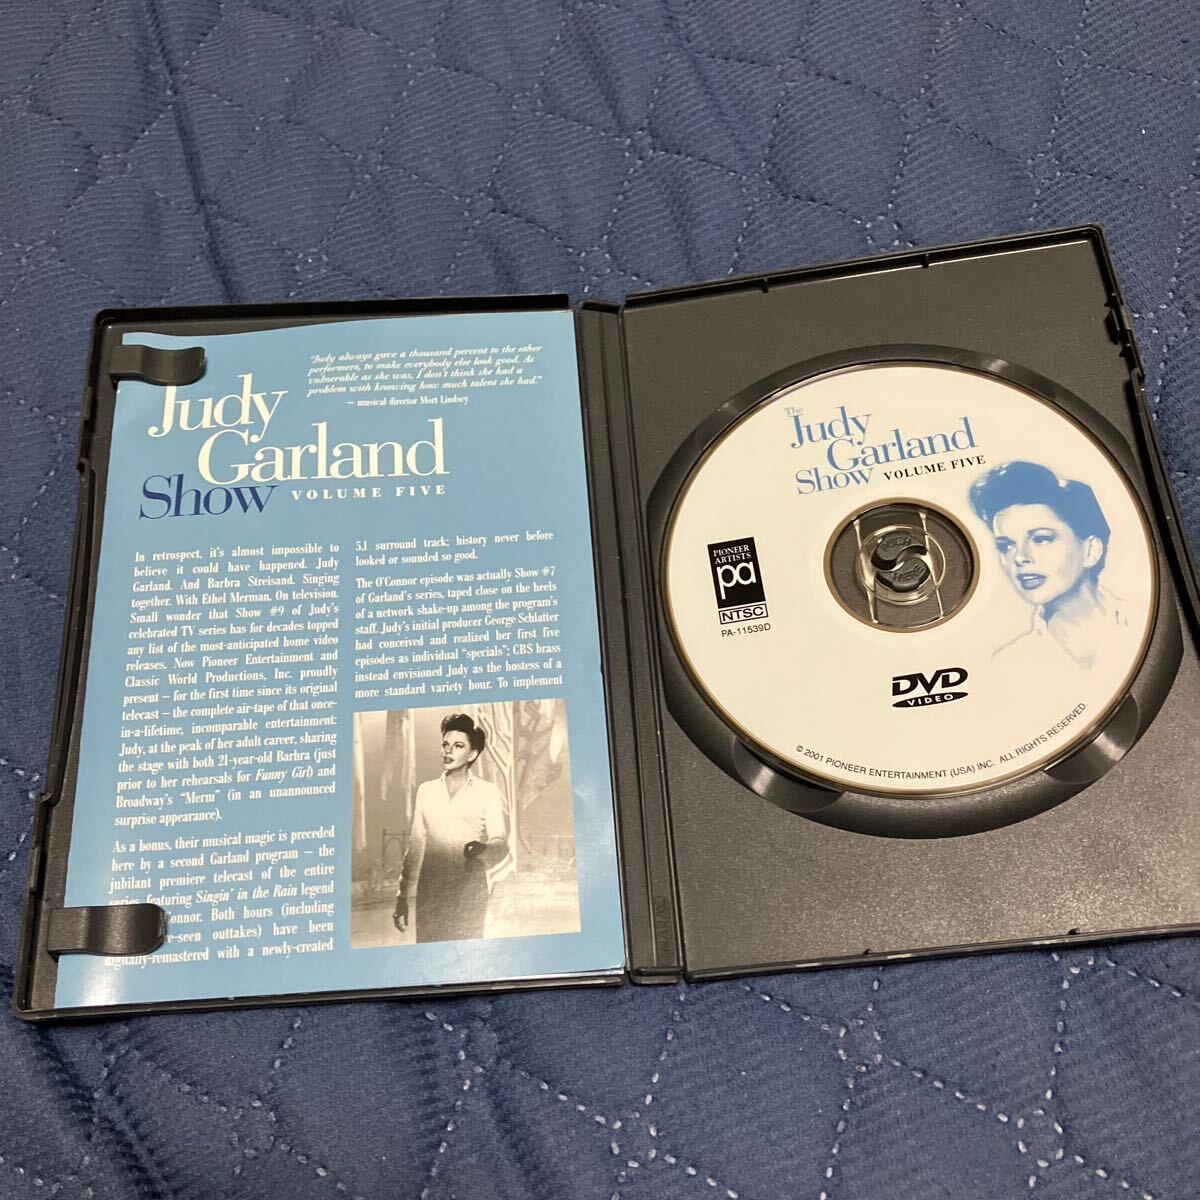 "Judy always gave a thousand percent to the other
performers, to make everybody else look good. As
vulnerable as she was, I don't think she had a
problem with knowing how much talent she had."
— musical director Mort Lindsey
Judy
Garland
Show
VOLUME FIVE
In retrospect, it's almost impossible to
believe it could have happened. Judy
Garland. And Barbra Streisand. Singing
together. With Ethel Merman. On television.
Small wonder that Show #9 of Judy's
celebrated TV series has for decades topped
any list of the most-anticipated home video
releases. Now Pioneer Entertainment and
Classic World Productions, Inc. proudly
present – for the first time since its original
telecast – the complete air-tape of that once-
in-a-lifetime, incomparable entertainment:
Judy, at the peak of her adult career, sharing
the stage with both 21-year-old Barbra (just
prior to her rehearsals for Funny Girl) and
Broadway's "Merm" (in an unannounced
surprise appearance).
As a bonus, their musical magic is preceded
here by a second Garland program – the
jubilant premiere telecast of the entire
series, featuring Singin' in the Rain legend
onnor. Both hours (including
e-seen outtakes) have been
digitally-remastered with a newly-created
5.1 surround track; history never before
looked or sounded so good.
The O'Connor episode was actually Show #7
of Garland's series, taped close on the heels
of a network shake-up among the program's
staff. Judy's initial producer George Schlatter
had conceived and realized her first five
episodes as individual "specials"; CBS brass
instead envisioned Judy as the hostess of a
more standard variety hour. To implement
The
Judy
Garland
Show VOLUME FIVE
PIONEER
ARTISTS
pa
NTSC
PA-11539D
DVD
VIDEO
© 2001 PIONEER ENTERTAINMENT (USA) INC. ALL RIGHTS RESERVED.